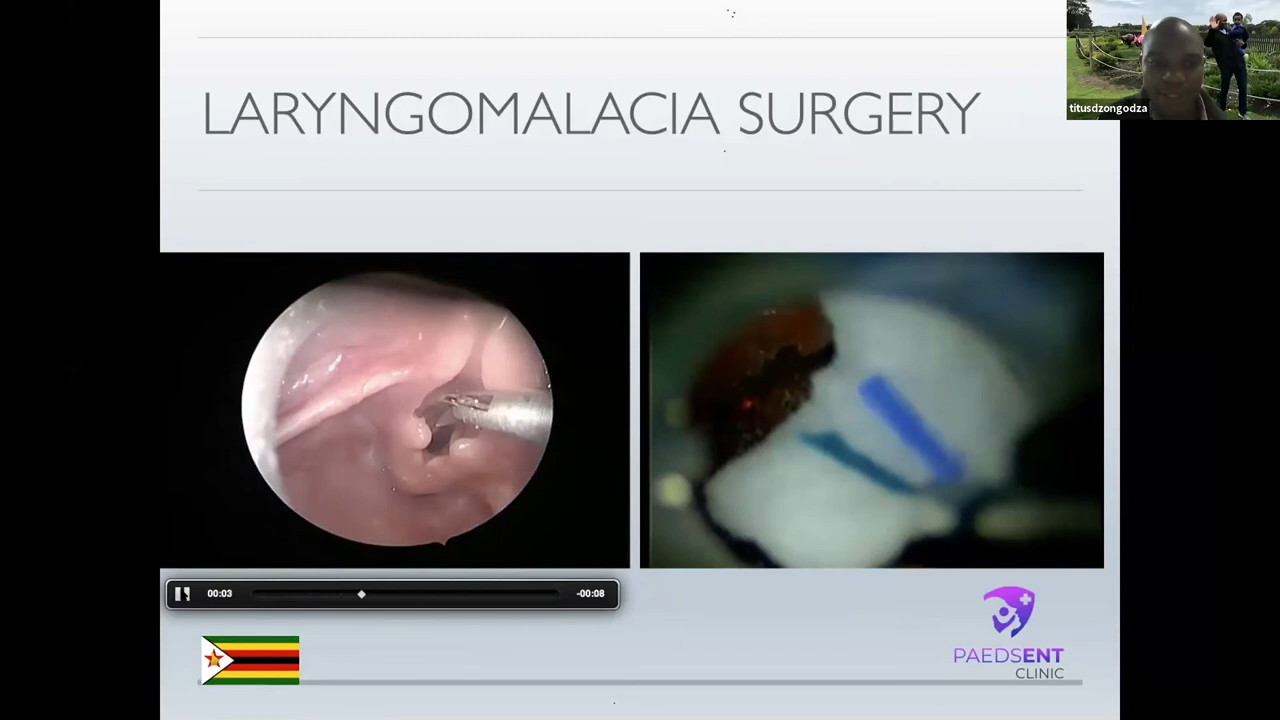 titusdzongodza
LARYNGOMALACIA SURGERY
00:03
-00:08
PAEDSENT
CLINIC